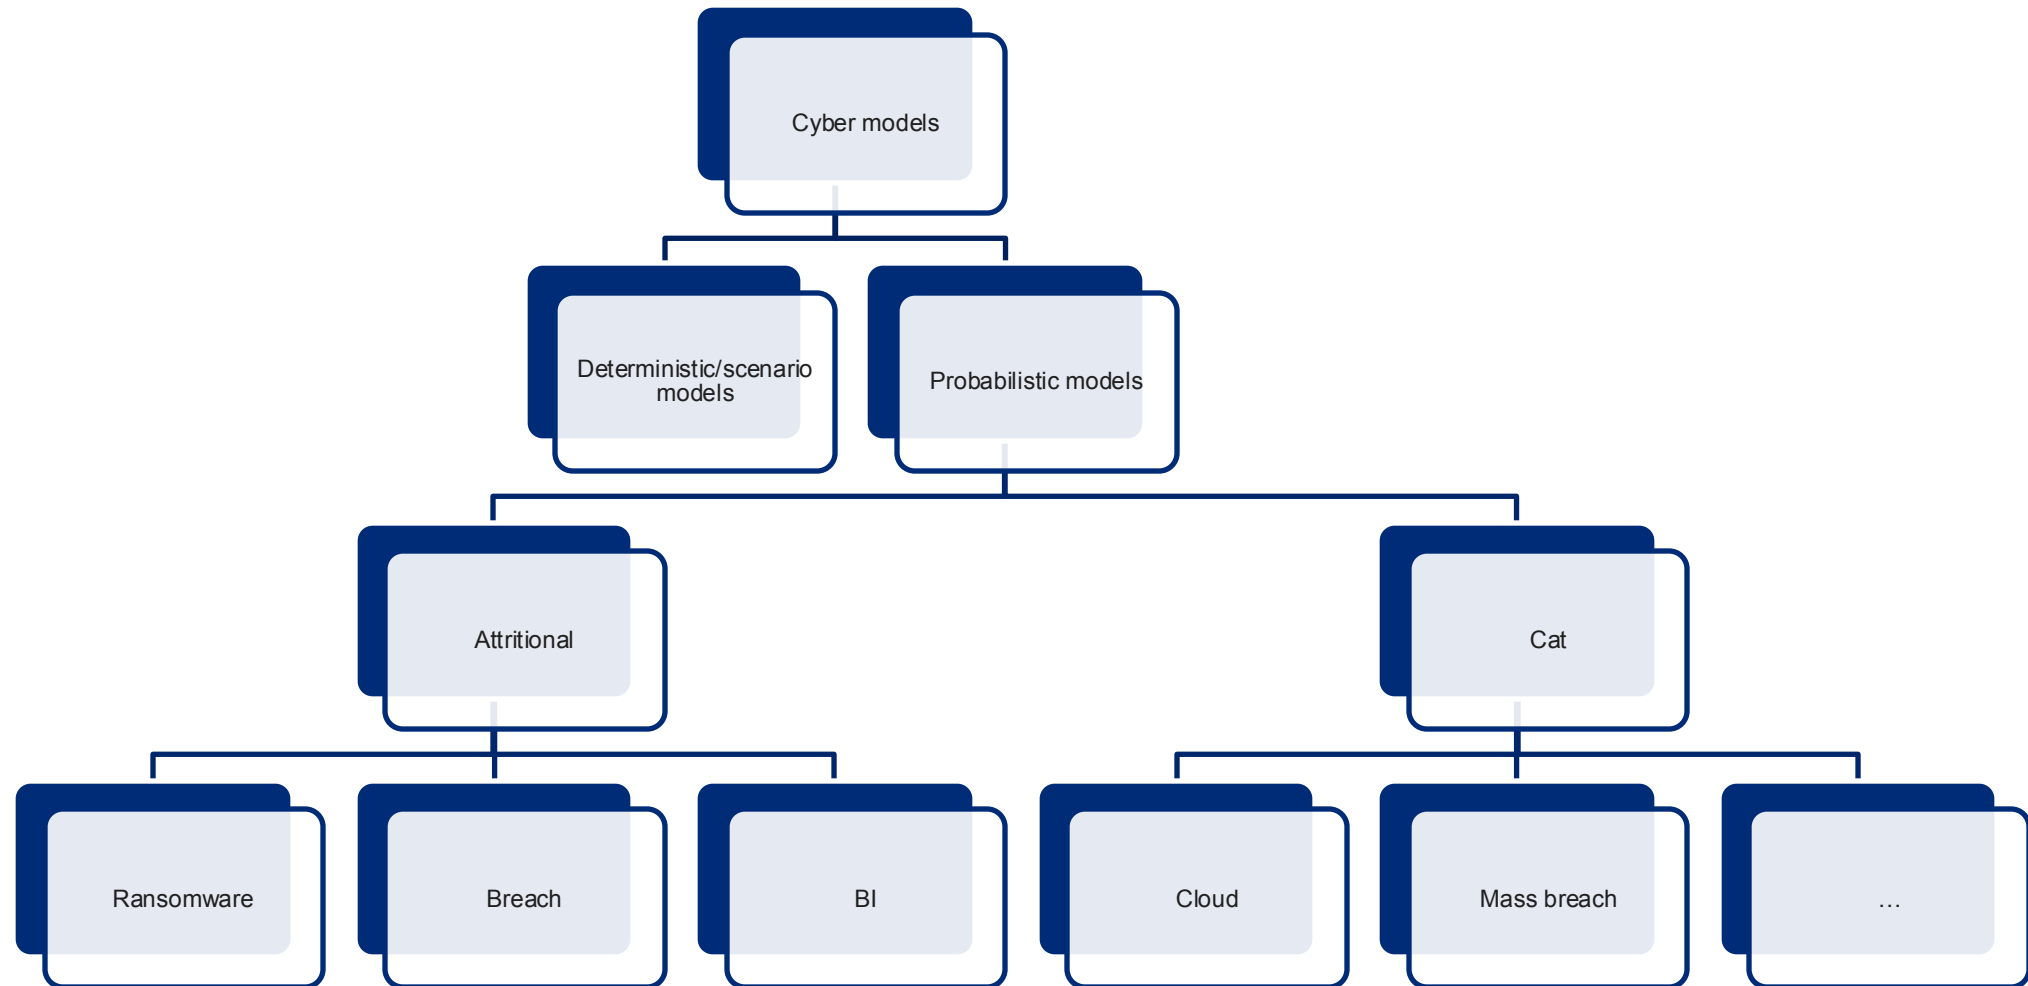 Cyber models
Deterministic/scenario
models
Probabilistic models
Attritional
Cat
Ransomware
Breach
BI
Cloud
Mass breach
…